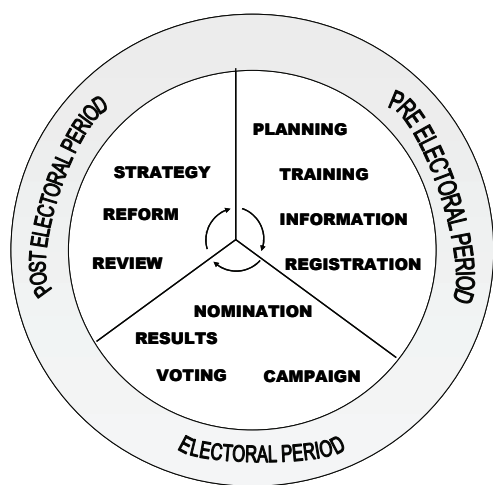 PRE ELECTORAL PERIOD
PLANNING
TRAINING
INFORMATION
REGISTRATION
ELECTORAL PERIOD
NOMINATION
RESULTS
VOTING
CAMPAIGN
POST ELECTORAL PERIOD
STRATEGY
REFORM
REVIEW